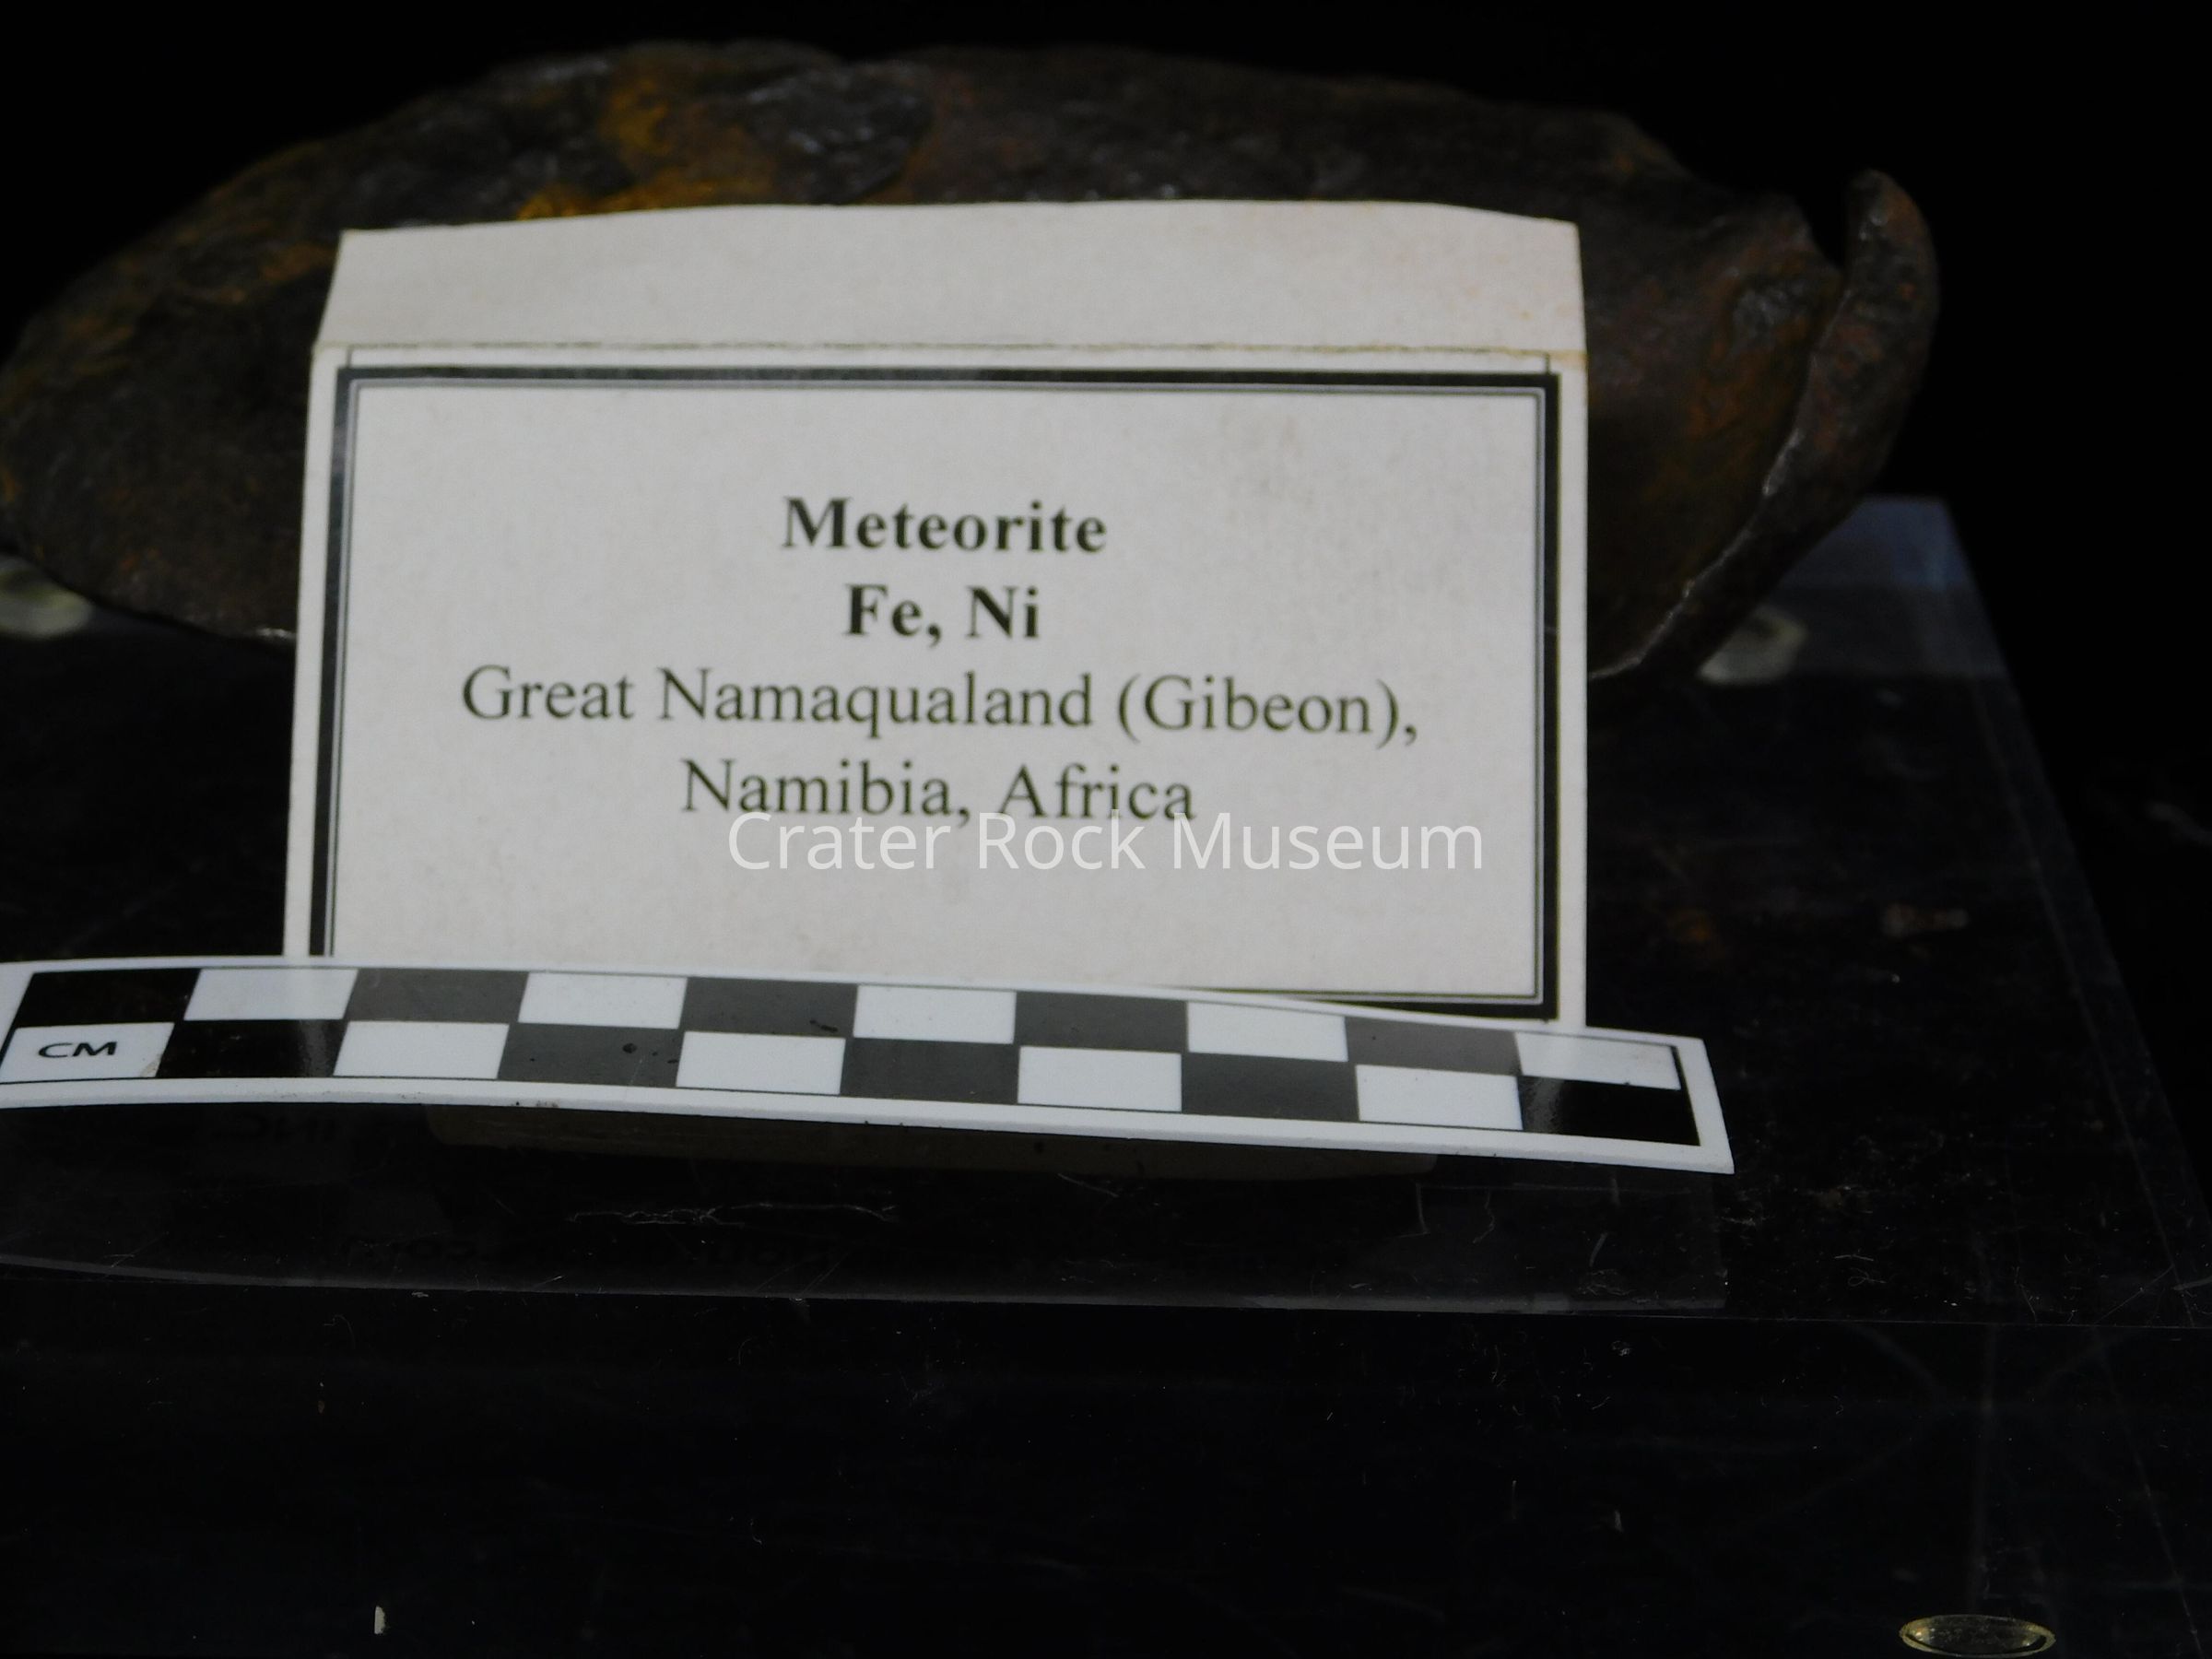 Meteorite
Fe, Ni
Great Namaqualand (Gibeon),
Namibia, Africa
Crater Rock Museum
CM